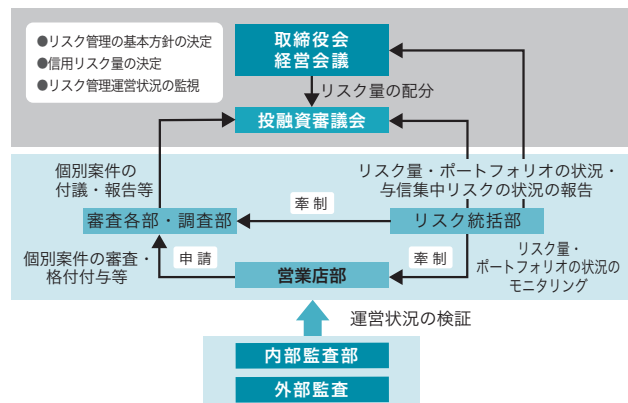 ●リスク管理の基本方針の決定
●信用リスク量の決定
●リスク管理運営状況の監視
取締役会
経営会議
リスク量の配分
投融資審議会
個別案件の
付議・報告等
リスク量・ポートフォリオの状況・
与信集中リスクの状況の報告
牽制
審査各部・調査部
リスク統括部
個別案件の審査・
格付付与等
申請
営業店部
牽制
リスク量・
ポートフォリオの状況の
モニタリング
運営状況の検証
内部監査部
外部監査